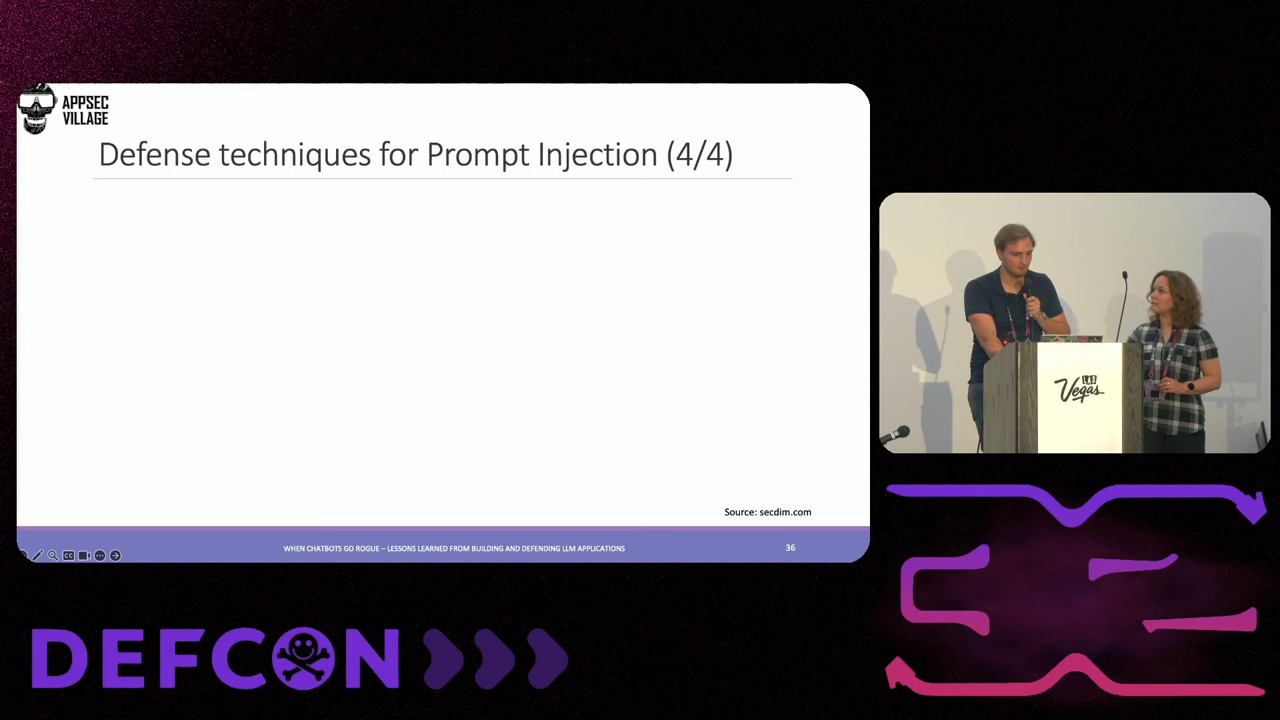 APPSEC
VILLAGE
Defense techniques for Prompt Injection (4/4)
Source: secdim.com
WHEN CHATBOTS GO ROGUE – LESSONS LEARNED FROM BUILDING AND DEFENDING LLM APPLICATIONS
36
LAS
Vegas
DEFCON